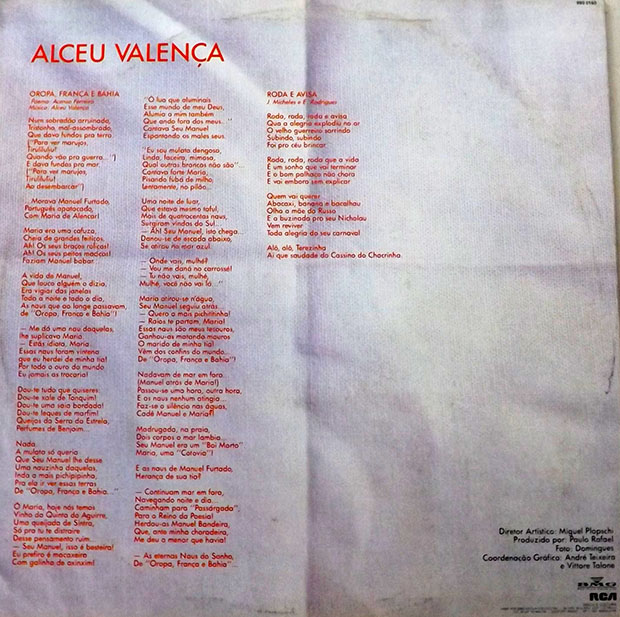 ALCEU VALENÇA
OROPA, FRANÇA E BAHIA
Poema: Ascenso Ferreira
Música: Alceu Valença
Num sobradão arruinado,
Tristonho, mal-assombrado,
Que dava fundos pra terra
("Para ver marujos,
Tiruliluliu!
Quando vão pra guerra...")
E dava fundos pra mar.
("Para ver marujos,
Tiruliluliu!
Ao desembarcar")
... Morava Manuel Furtado,
Português apatacado,
Com Maria de Alencar!
Maria era uma cafuza,
Cheia de grandes feitiços.
Ah! Os seus braços roliços!
Ah! Os seus peitos maciços!
Faziam Manuel babar...
A vida de Manuel,
Que louco alguém o dizia,
Era vigiar das janelas
Toda a noite e todo o dia,
As naus que ao longe passavam,
de "Oropa, França e Bahia"!
— Me dá uma nau daquelas,
lhe suplicava Maria.
— Estás idiota, Maria.
Essas naus foram vintena
que eu herdei de minha tia!
Por todo o ouro do mundo
Eu jamais as trocaria!
Dou-te tudo que quiseres:
Dou-te xale de Tonquim!
Dou-te uma saia bordada!
Dou-te leques de marfim!
Queijos da Serra da Estrela,
Perfumes de Benjoim...
Nada.
A mulata só queria
Que Seu Manuel lhe desse
Uma nauzinha daquelas,
Inda a mais pichipipinha,
Pra ela ir ver essas terras
De "Oropa, França e Bahia..."
Ó Maria, hoje nós temos
Vinho da Quinta do Aguirre,
Uma queijada de Sintra,
Só pra tu te distraire
Desse pensamento ruim...
— Seu Manuel, isso é besteira!
Eu prefiro é macaxeira
Com galinha de oxinxim!
"Ó lua que alumiais
Esse mundo do meu Deus,
Alumia a mim também
Que ando fora dos meus..."
Cantava Seu Manuel
Espantando os males seus.
"Eu sou mulata dengosa,
Linda, faceira, mimosa,
Qual outras brancas não são"...
Cantava forte Maria,
Pisando fubá de milho,
Lentamente, no pilão...
Uma noite de luar,
Que estava mesmo taful,
Mais de quatrocentas naus,
Surgiram vindas do Sul...
— Ah! Seu Manuel, isto chega...
Danou-se de escada abaixo,
Se atirou no mar azul.
— Onde vais, mulhé?
— Vou me daná no carrossé!
— Tu não vais, mulhé,
Mulhé, você não vai lá..."
Maria atirou-se n'água,
Seu Manuel seguiu atrás...
— Quero a mais pichititinha!
— Raios te partam, Maria!
Essas naus são meus tesouros,
Ganhou-as matando mouros
O marido de minha tia!
Vêm dos confins do mundo...
De "Oropa, França e Bahia"!
Nadavam de mar em fora...
(Manuel atrás de Maria!)
Passou-se uma hora, outra hora,
E as naus nenhum atingia...
Faz-se o silêncio nas águas,
Cadê Manuel e Maria?!
Madrugada, na praia,
Dois corpos o mar lambia...
Seu Manuel era um "Boi Morto"
Maria, uma "Cotovia"!
E as naus de Manuel Furtado,
Herança de sua tia?
— Continuam mar em fora,
Navegando noite e dia...
Caminham para "Passárgada",
Para o Reino da Poesia!
Herdou-as Manuel Bandeira,
Que, ante minha choradeira,
Me deu a menor que havia!
— As eternas Naus do Sonho,
De "Oropa, França e Bahia"...
RODA E AVISA
J. Micheles e E. Rodrigues
Roda, roda, roda e avisa
Que a alegria explodiu no ar
O velho guerreiro sorrindo
Subindo, subindo
Foi pro céu brincar
Roda, roda, roda que a vida
É um sonho que vai terminar
E o bom palhaço não chora
E vai embora sem explicar
Quem vai querer
Abacaxi, banana e bacalhau
Olha a mãe da Russo
E a buzinada pro seu Nicholau
Vem reviver
Toda alegria do seu carnaval
Alô, alô, Terezinha
Ai que saudade do Cassino do Chacrinha.
Diretor Artístico: Miguel Plopschi
Produzido por: Paulo Rafael
Foto: Domingues
Coordenação Gráfica: André Teixeira
e Vittore Talone
BMG
RCA